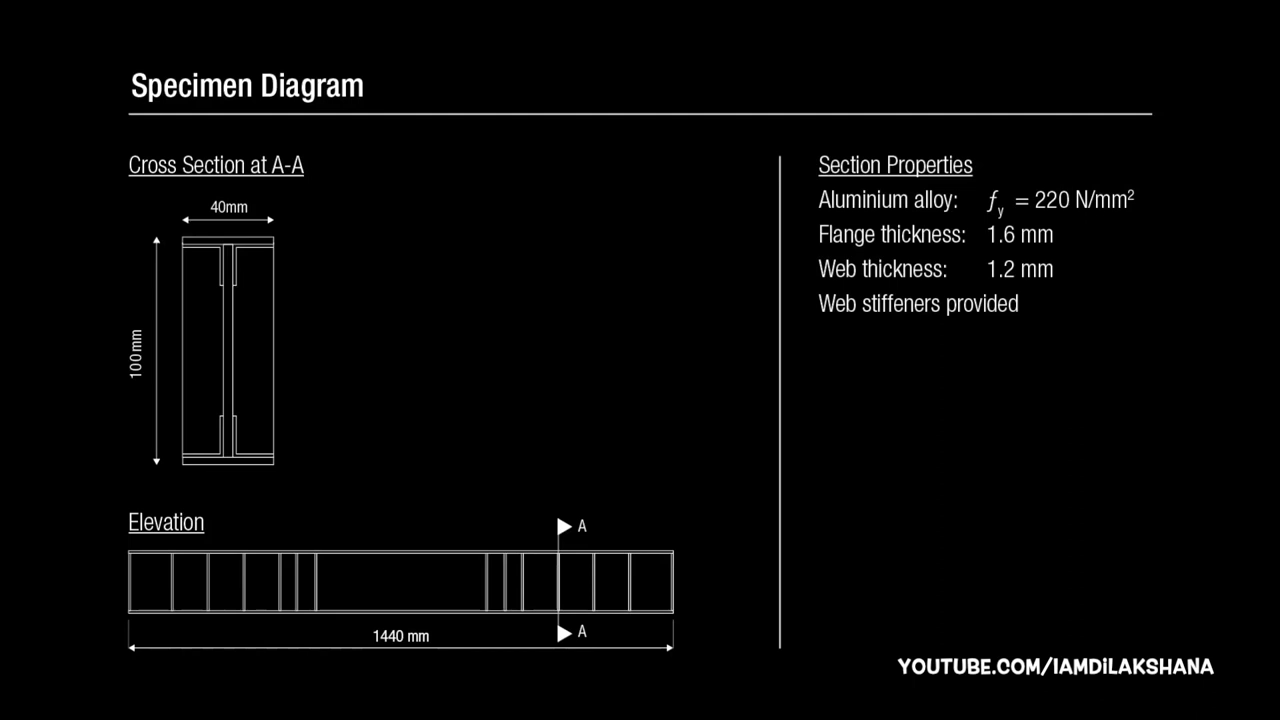 Specimen Diagram
Cross Section at A-A
40mm
100mm
Elevation
A
A
1440 mm
Section Properties
Aluminium alloy: fy = 220 N/mm²
Flange thickness: 1.6 mm
Web thickness: 1.2 mm
Web stiffeners provided
YOUTUBE.COM/IAMDiLAKSHANA